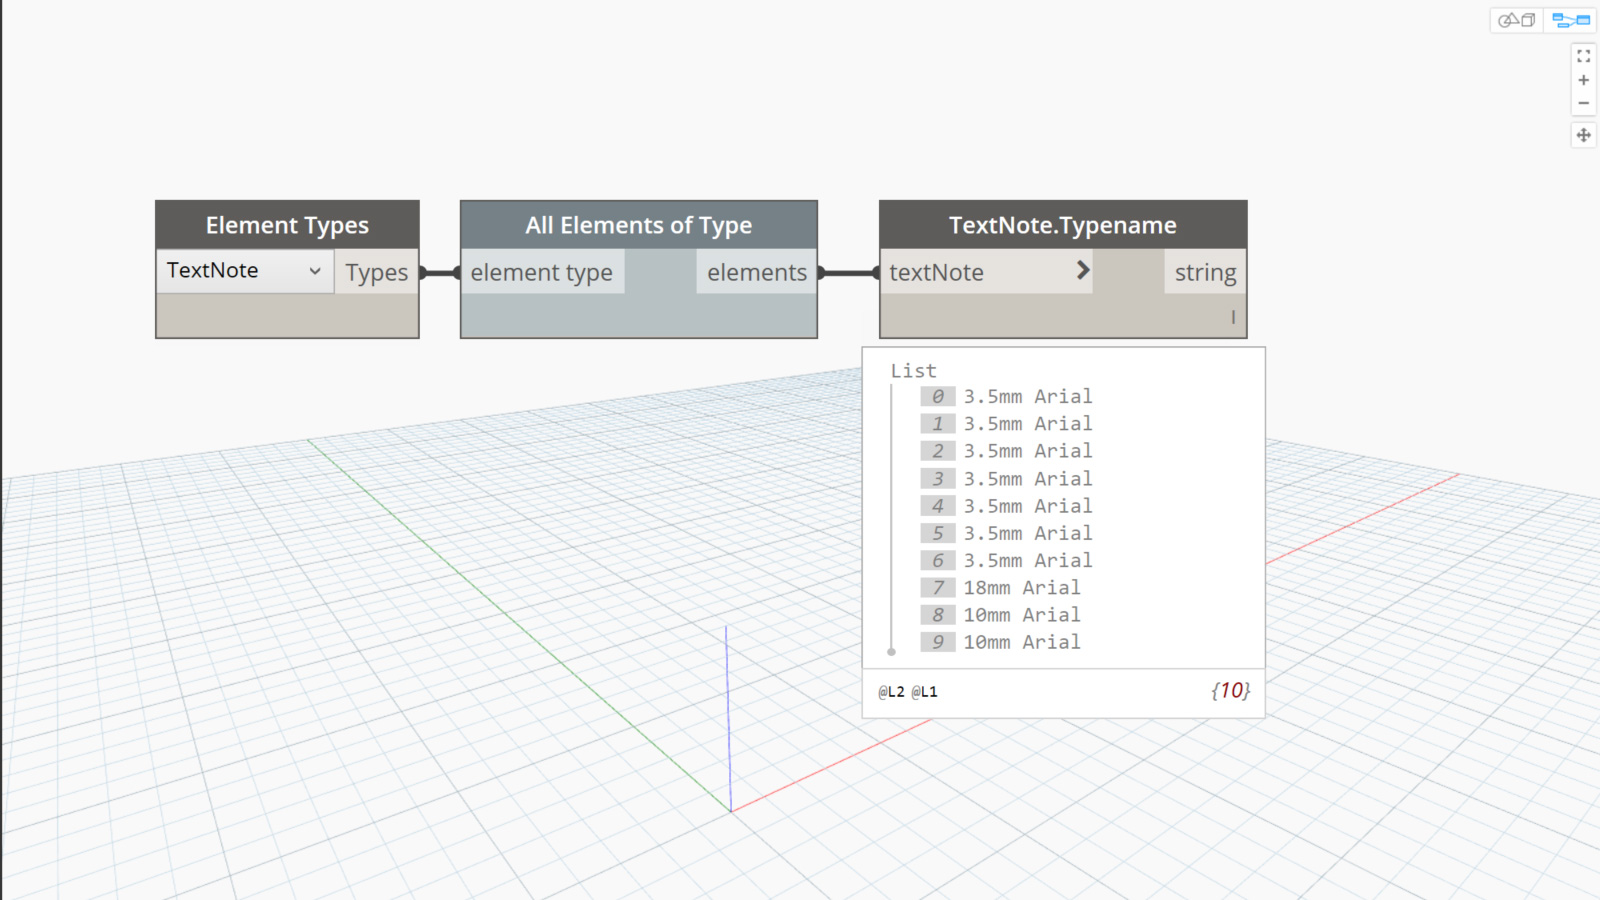 Element Types
TextNote Types
All Elements of Type
element type elements
TextNote.Typename
textNote > string
l
List
0 3.5mm Arial
1 3.5mm Arial
2 3.5mm Arial
3 3.5mm Arial
4 3.5mm Arial
5 3.5mm Arial
6 3.5mm Arial
7 18mm Arial
8 10mm Arial
9 10mm Arial
@L2 @L1 {10}